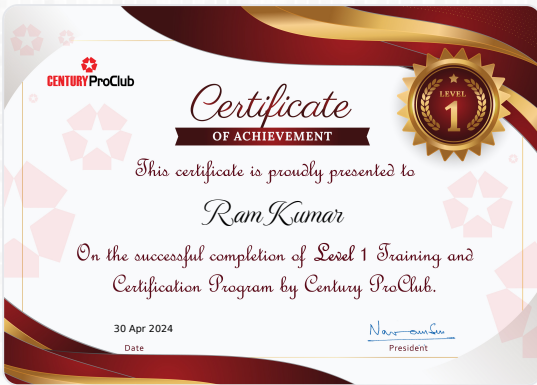 CENTURY ProClub
LEVEL
1
Certificate
OF ACHIEVEMENT
This certificate is proudly presented to
Ram Kumar
On the successful completion of Level 1 Training and
Certification Program by Century ProClub.
30 Apr 2024
Date
President